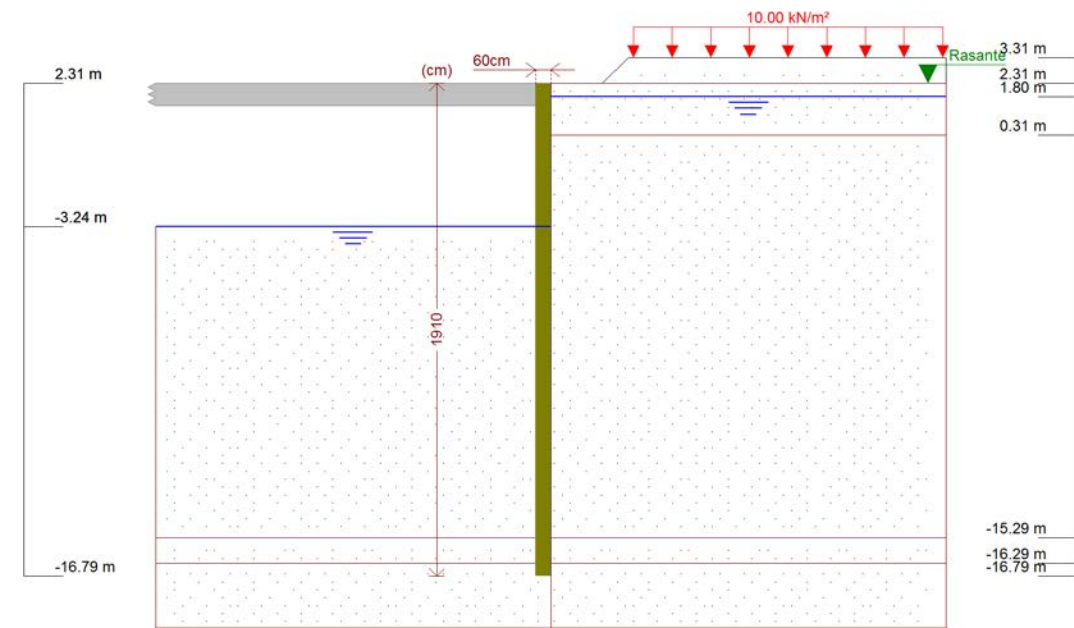 10.00 kN/m²
60cm
(cm)
3.31 m
Rasante
2.31 m
2.31 m
1.80 m
0.31 m
-3.24 m
1910
-15.29 m
-16.29 m
-16.79 m
-16.79 m